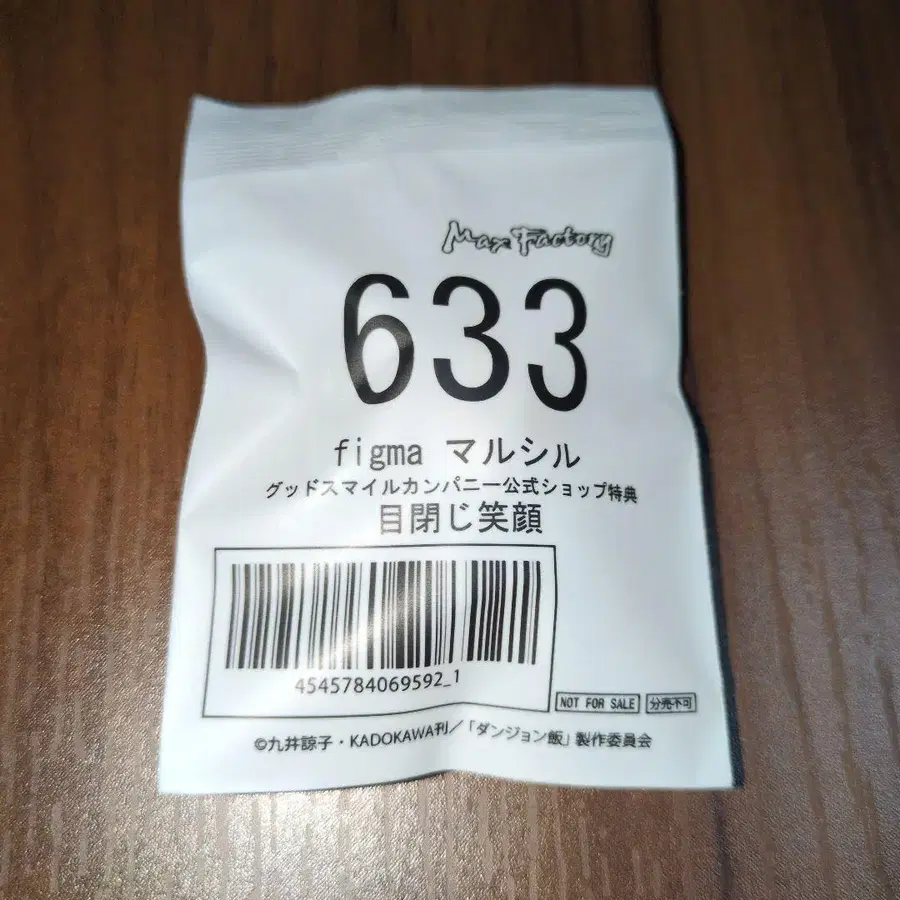 Max Factory
633
figma マルシル
グッドスマイルカンパニー公式ショップ特典
目閉じ笑顔
4545784069592_1
NOT FOR SALE
分売不可
©九井諒子・KADOKAWA刊/「ダンジョン飯」製作委員会